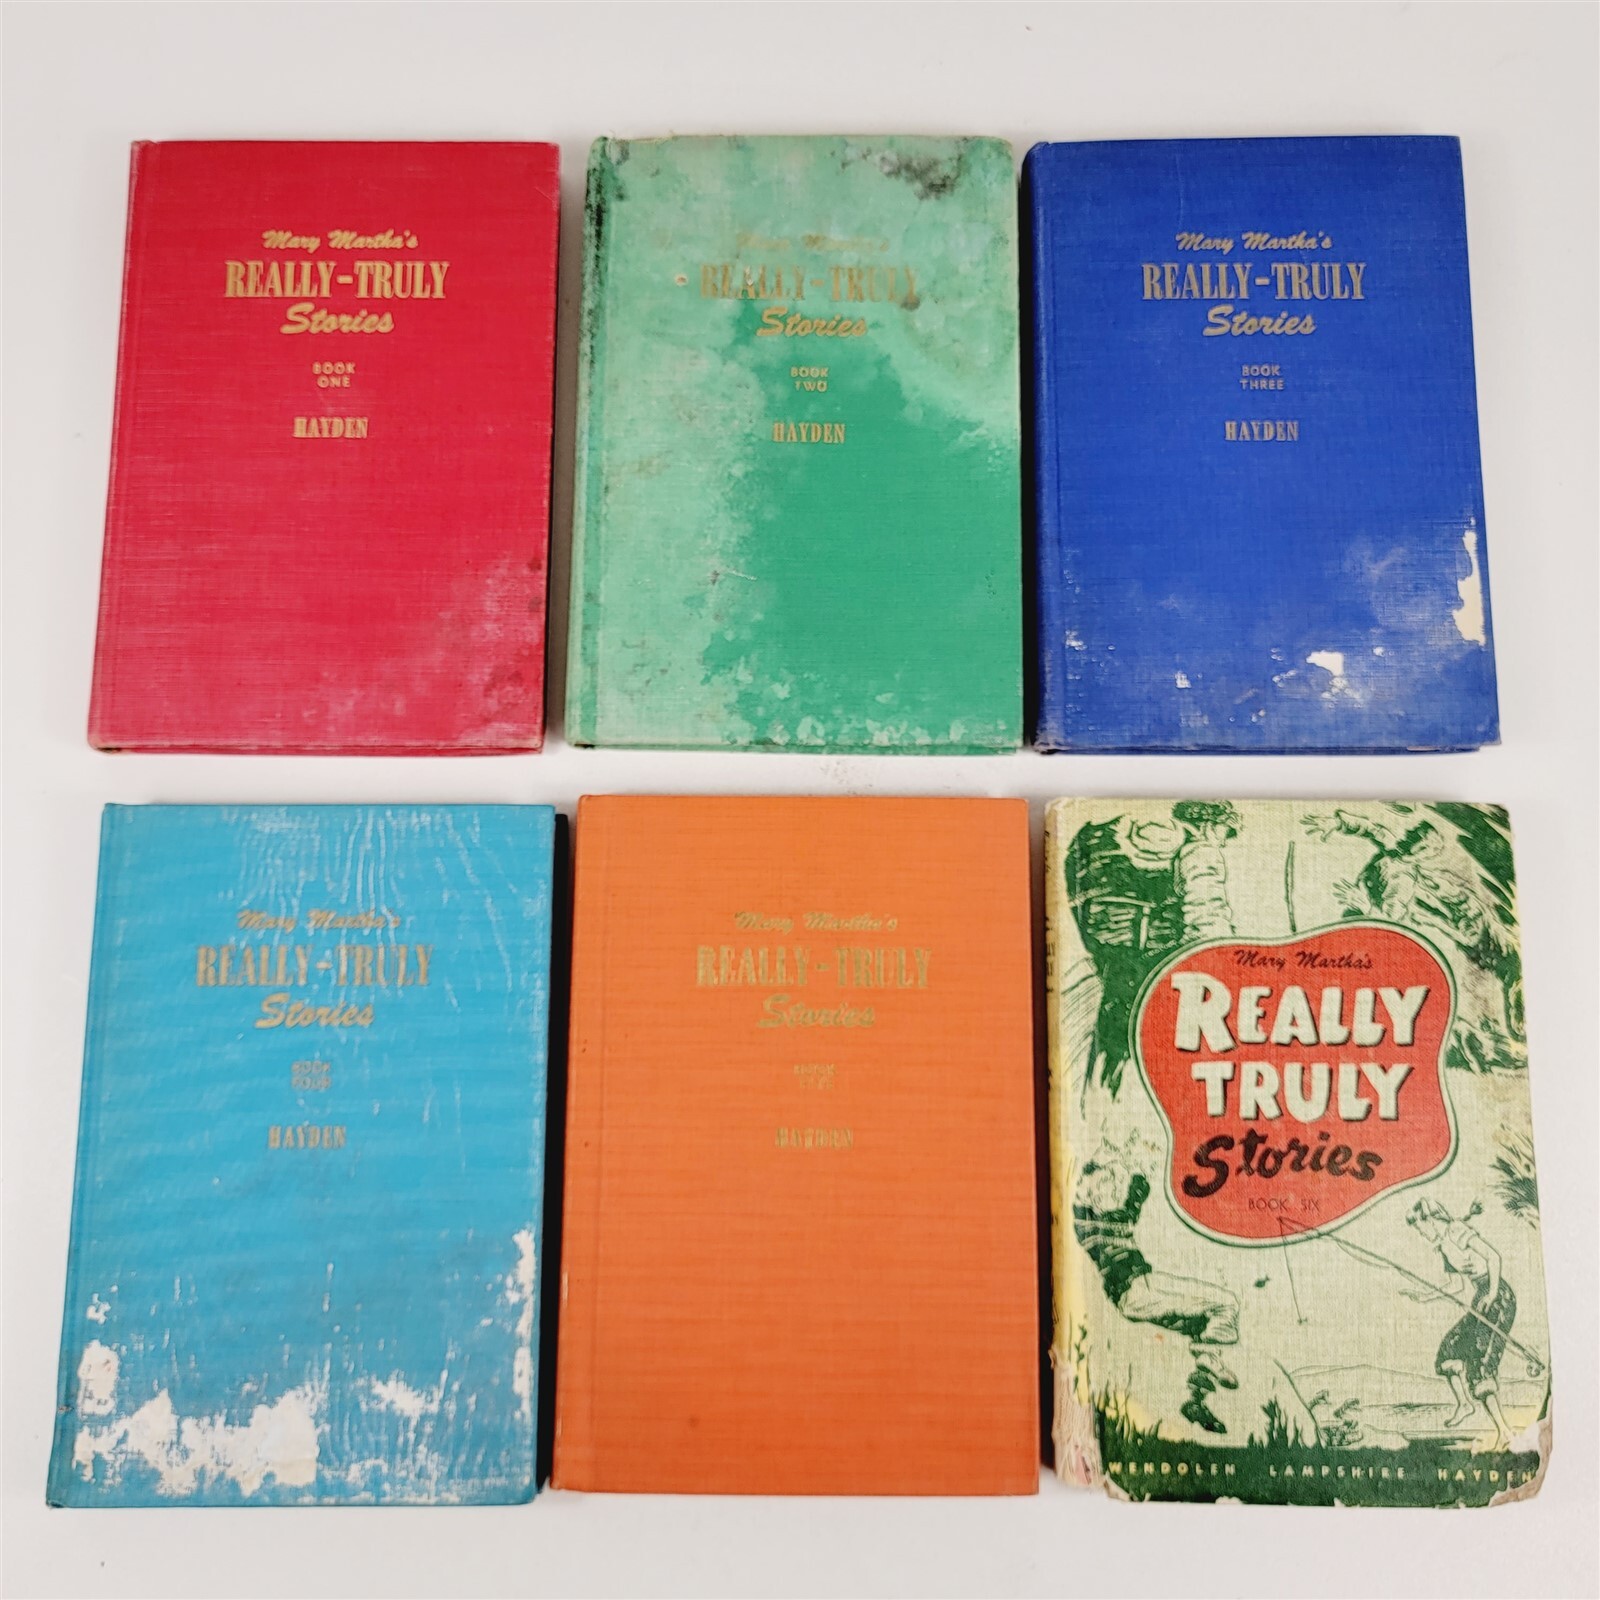 Mary Martha's
REALLY-TRULY
Stories
BOOK
ONE
HAYDEN
Mary Martha's
REALLY-TRULY
Stories
BOOK
TWO
HAYDEN
Mary Martha's
REALLY-TRULY
Stories
BOOK
THREE
HAYDEN
Mary Martha's
REALLY-TRULY
Stories
BOOK
FOUR
HAYDEN
Mary Martha's
REALLY-TRULY
Stories
BOOK
HAYDEN
Mary Martha's
REALLY
TRULY
Stories
BOOK SIX
WENDOLEN LAMPSHIRE HAYDEN